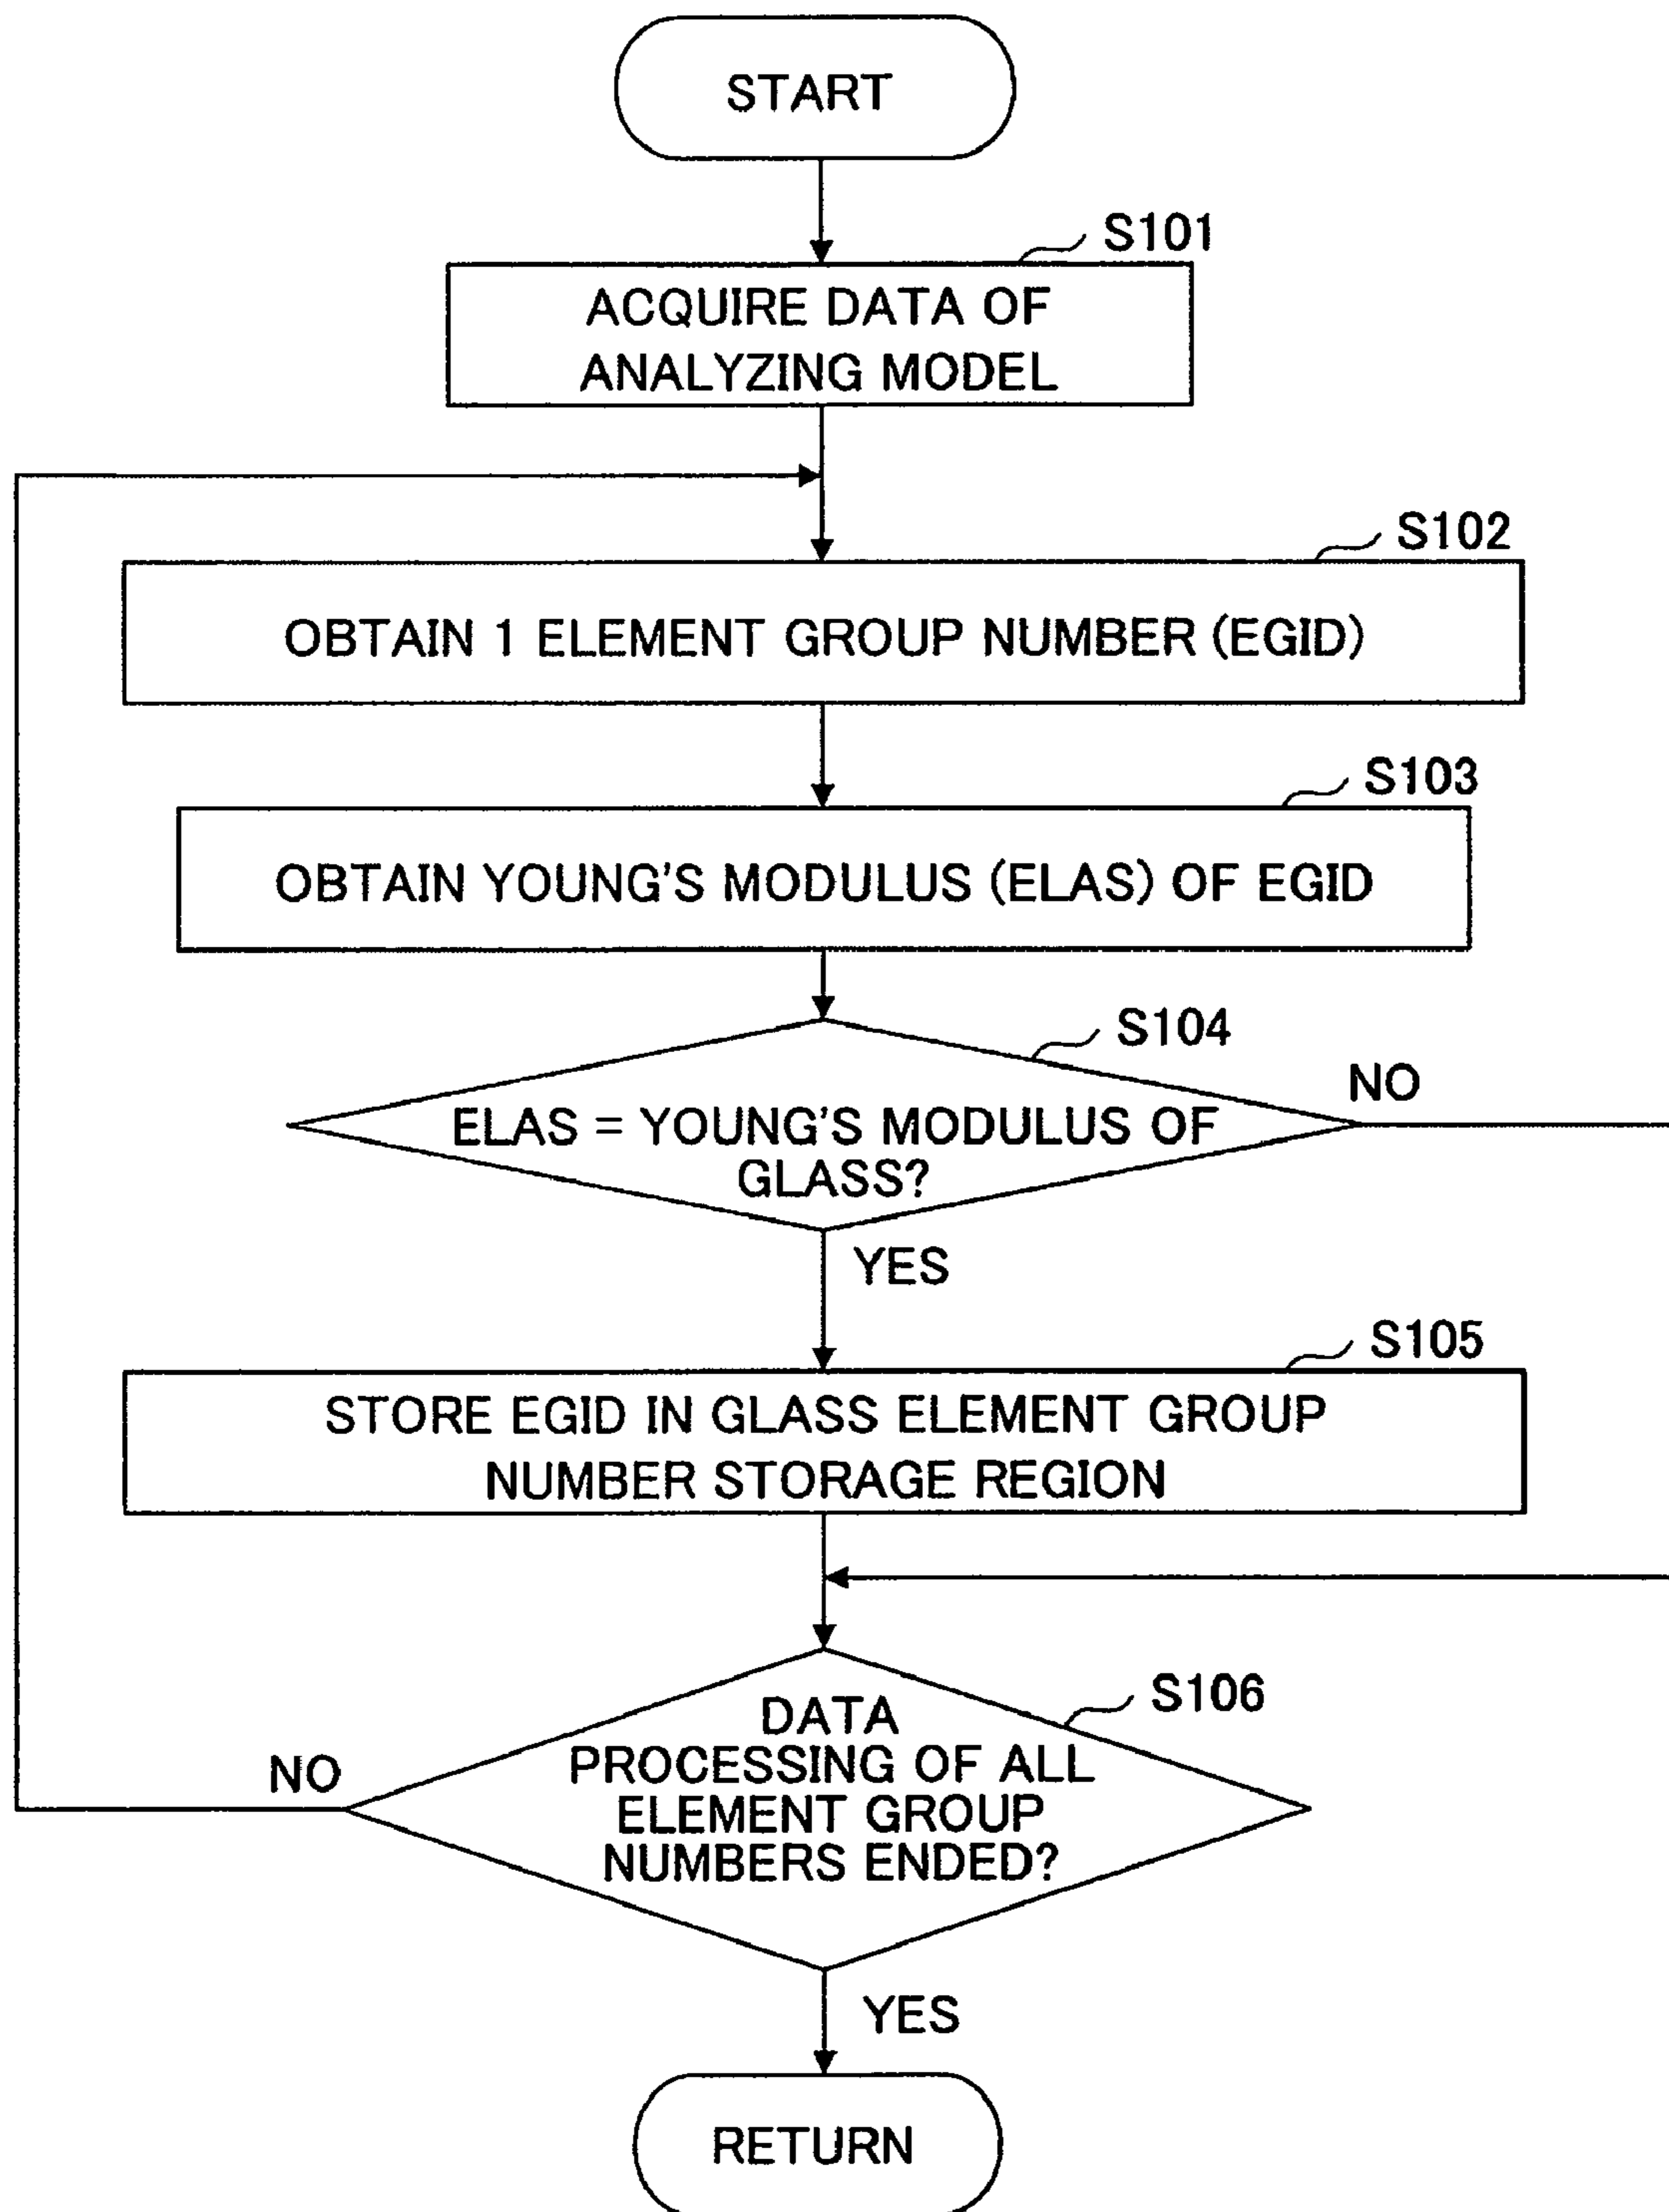 START
S101
ACQUIRE DATA OF
ANALYZING MODEL
S102
OBTAIN 1 ELEMENT GROUP NUMBER (EGID)
S103
OBTAIN YOUNG'S MODULUS (ELAS) OF EGID
S104
NO
ELAS = YOUNG'S MODULUS OF
GLASS?
YES
S105
STORE EGID IN GLASS ELEMENT GROUP
NUMBER STORAGE REGION
S106
DATA
PROCESSING OF ALL
ELEMENT GROUP
NUMBERS ENDED?
NO
YES
RETURN